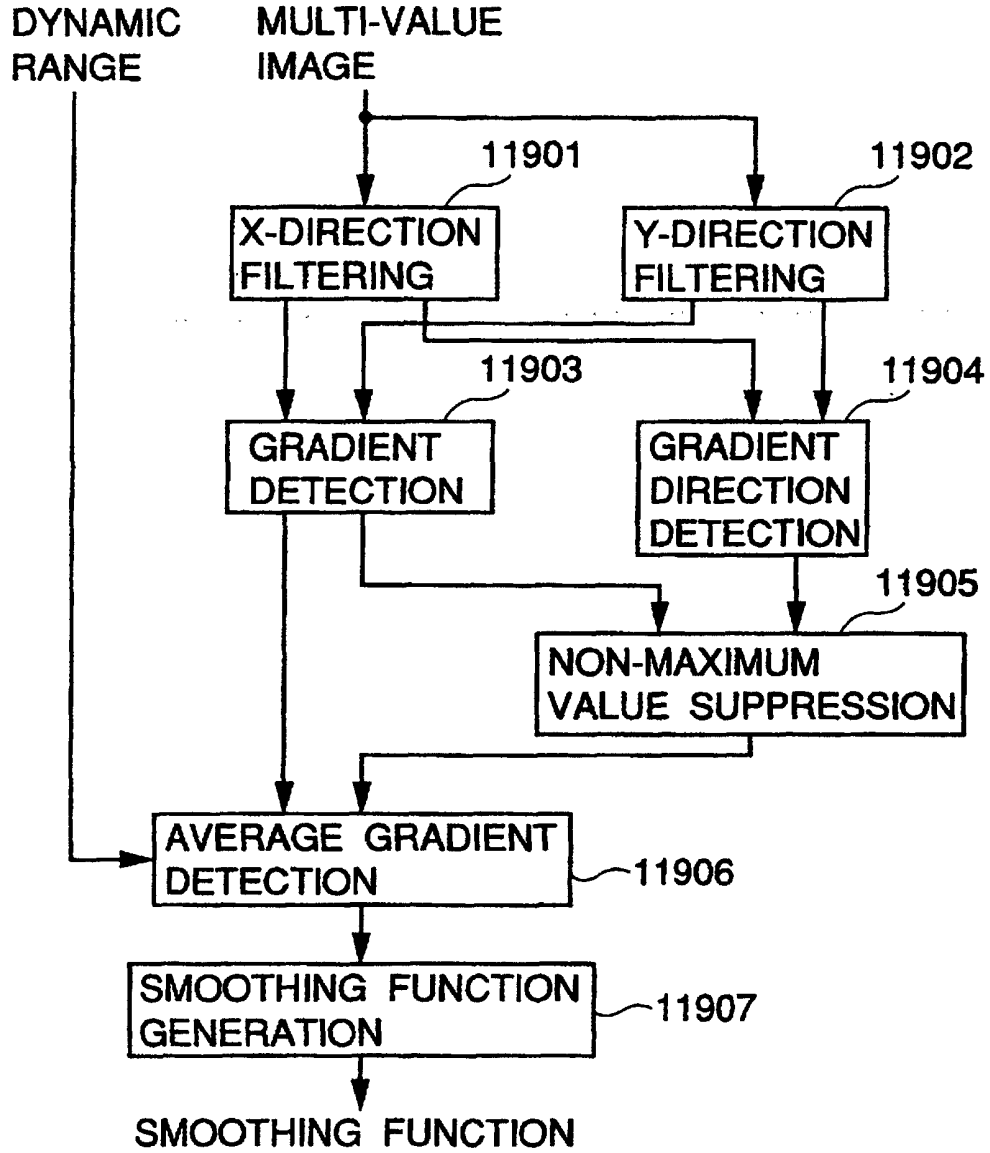 DYNAMIC
RANGE
MULTI-VALUE
IMAGE
11901
11902
X-DIRECTION
FILTERING
Y-DIRECTION
FILTERING
11903
11904
GRADIENT
DETECTION
GRADIENT
DIRECTION
DETECTION
11905
NON-MAXIMUM
VALUE SUPPRESSION
AVERAGE GRADIENT
DETECTION
11906
SMOOTHING FUNCTION
GENERATION
11907
SMOOTHING FUNCTION